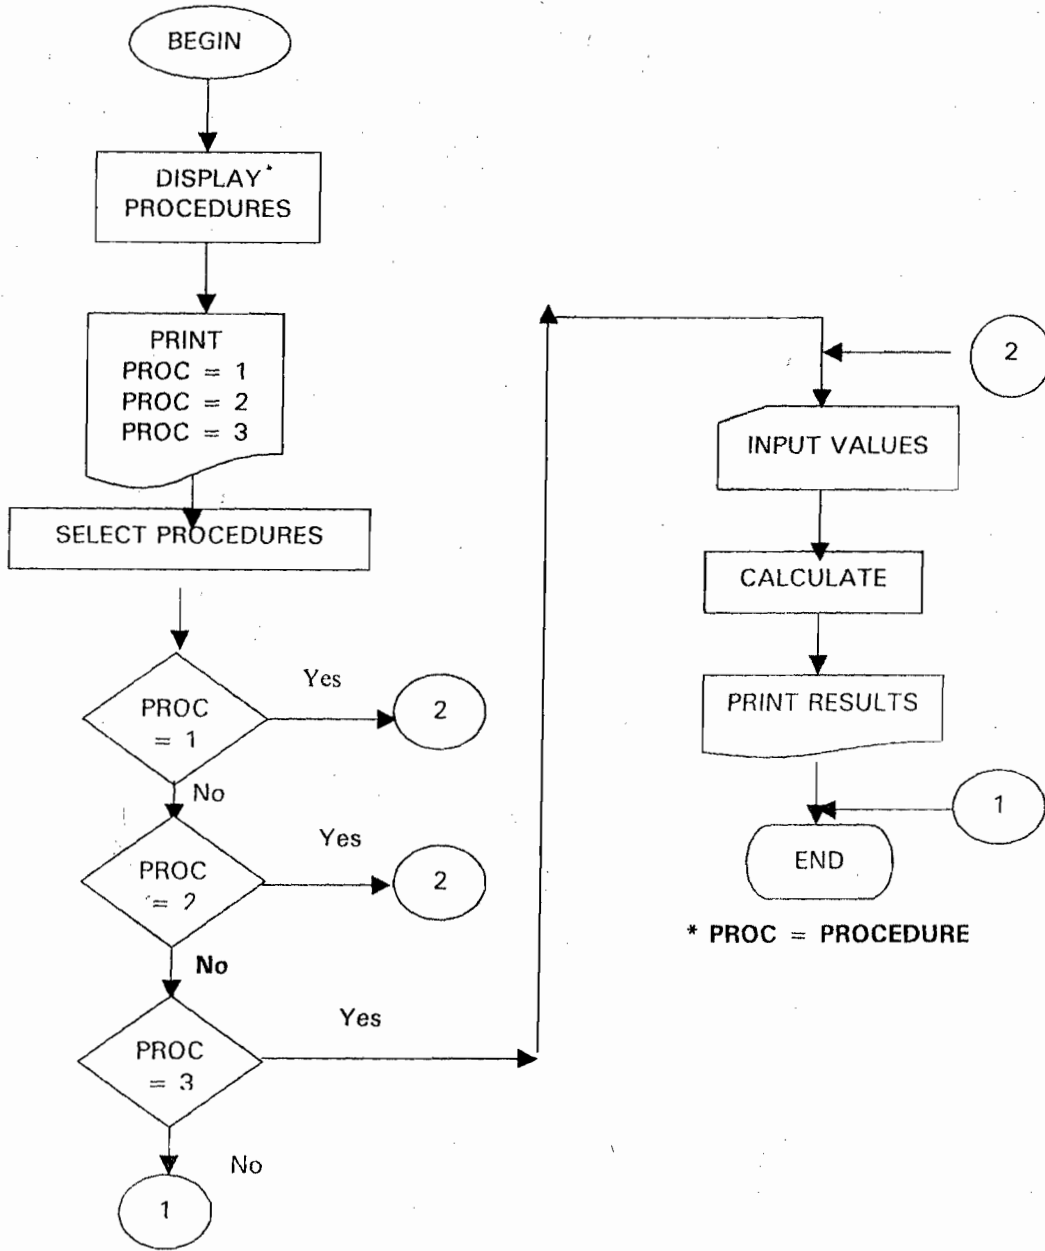 BEGIN
DISPLAY*
PROCEDURES
PRINT
PROC = 1
PROC = 2
PROC = 3
SELECT PROCEDURES
PROC
= 1
Yes
2
No
PROC
= 2
Yes
2
No
PROC
= 3
Yes
No
1
2
INPUT VALUES
CALCULATE
PRINT RESULTS
1
END
* PROC = PROCEDURE